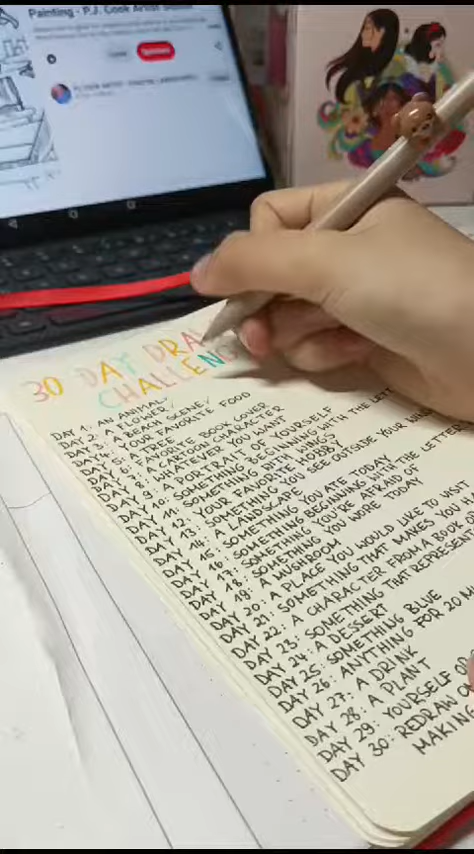 Painting - P.J. Cook Artist Studio
30 DAY DRA
CHALLENG
DAY 1: AN ANIMAL
DAY 2: A FLOWER
DAY 3: A BEACH SCENE
DAY 4: YOUR FAVORITE FOOD
DAY 5: A TREE
DAY 6: FAVORITE
DAY 7: A CARTOON CHARACTER
DAY 8: WHATEVER YOU WANT
DAY 9: A PORTRAIT OF YOURSELF
DAY 10: SOMETHING BEGINNING WITH THE LETT
DAY 11: SOMETHING WITH WINGS
DAY 12: YOUR FAVORITE HOBBY
DAY 13: SOMETHING YOU SEE OUTSIDE YOUR WIN
DAY 14: A LANDSCAPE
DAY 15: SOMETHING YOU ATE TODAY
DAY 16: SOMETHING BEGINNING WITH THE LETTER
DAY 17: SOMETHING YOU'RE AFRAID OF
DAY 18: SOMETHING YOU WORE TODAY
DAY 19: A MUSHROOM
DAY 20: A PLACE YOU WOULD LIKE TO VISIT
DAY 21: SOMETHING THAT MAKES YOU
DAY 22: A CHARACTER FROM A BOOK
DAY 23: SOMETHING THAT REPRESENT
DAY 24: A DESSERT
DAY 25: SOMETHING BLUE
DAY 26: ANYTHING FOR 20 M
DAY 27: A DRINK
DAY 28: A PLANT
DAY 29: YOURSELF
DAY 30: REDRAW
MAKING